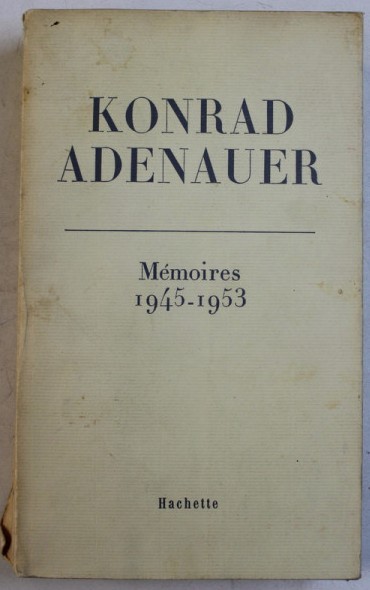 KONRAD
ADENAUER
Mémoires
1945-1953
Hachette